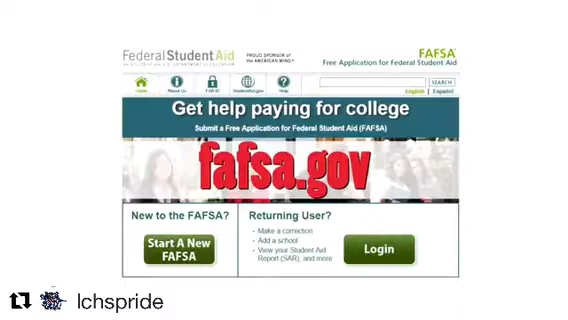 FederalStudentAid
PROUD SPONSOR of
the AMERICAN MIND
FAFSA
Free Application for Federal Student Aid
Home
About Us
FSA ID
StudentAid.gov
Help
SEARCH
English | Español
Get help paying for college
Submit a Free Application for Federal Student Aid (FAFSA)
fafsa.gov
New to the FAFSA?
Start A New
FAFSA
Returning User?
• Make a correction
• Add a school
• View your Student Aid
Report (SAR), and more
Login
lchspride